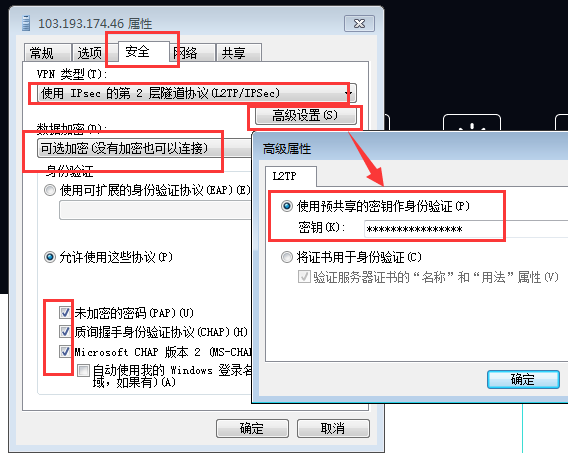 103.193.174.46 属性
常规 选项 安全 网络 共享
VPN 类型(T):
使用 IPsec 的第 2 层隧道协议(L2TP/IPSec)
高级设置(S)
数据加密(D):
可选加密(没有加密也可以连接)
身份验证
使用可扩展的身份验证协议(EAP)(E)
允许使用这些协议(P)
未加密的密码(PAP)(U)
质询握手身份验证协议(CHAP)(H)
Microsoft CHAP 版本 2 (MS-CHA
自动使用我的 Windows 登录名
域，如果有)(A)
确定 取消
高级属性
L2TP
使用预共享的密钥作身份验证(P)
密钥(K): ****************
将证书用于身份验证(C)
验证服务器证书的“名称”和“用法”属性(V)
确定